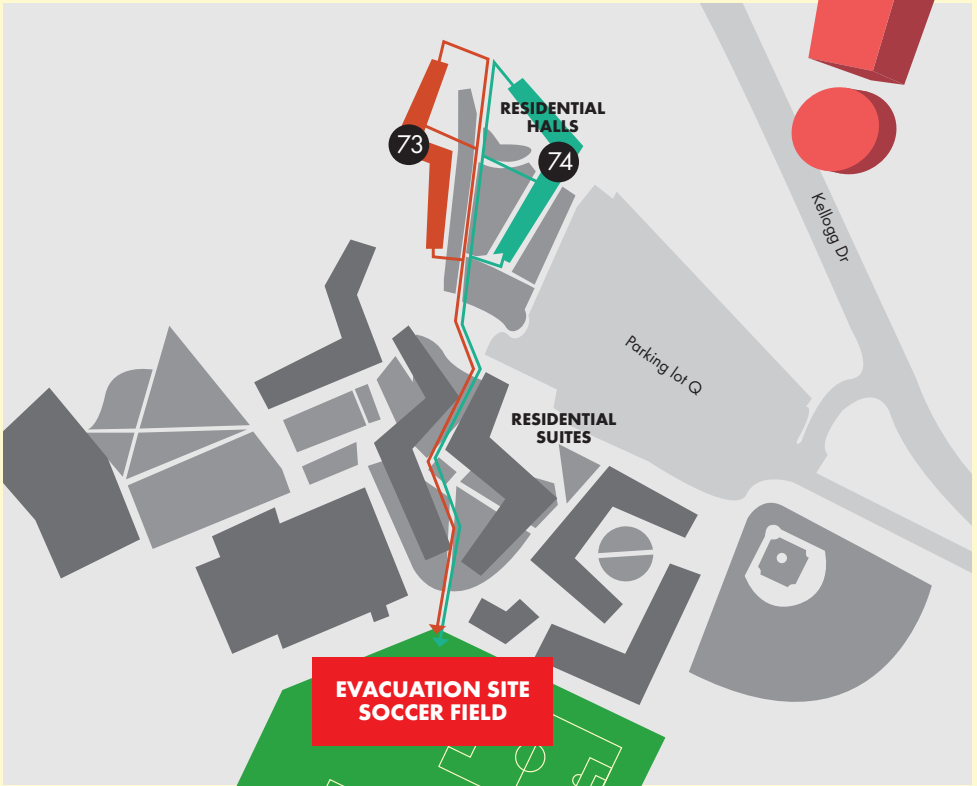 RESIDENTIAL
HALLS
73
74
Kellogg Dr
Parking lot Q
RESIDENTIAL
SUITES
EVACUATION SITE
SOCCER FIELD